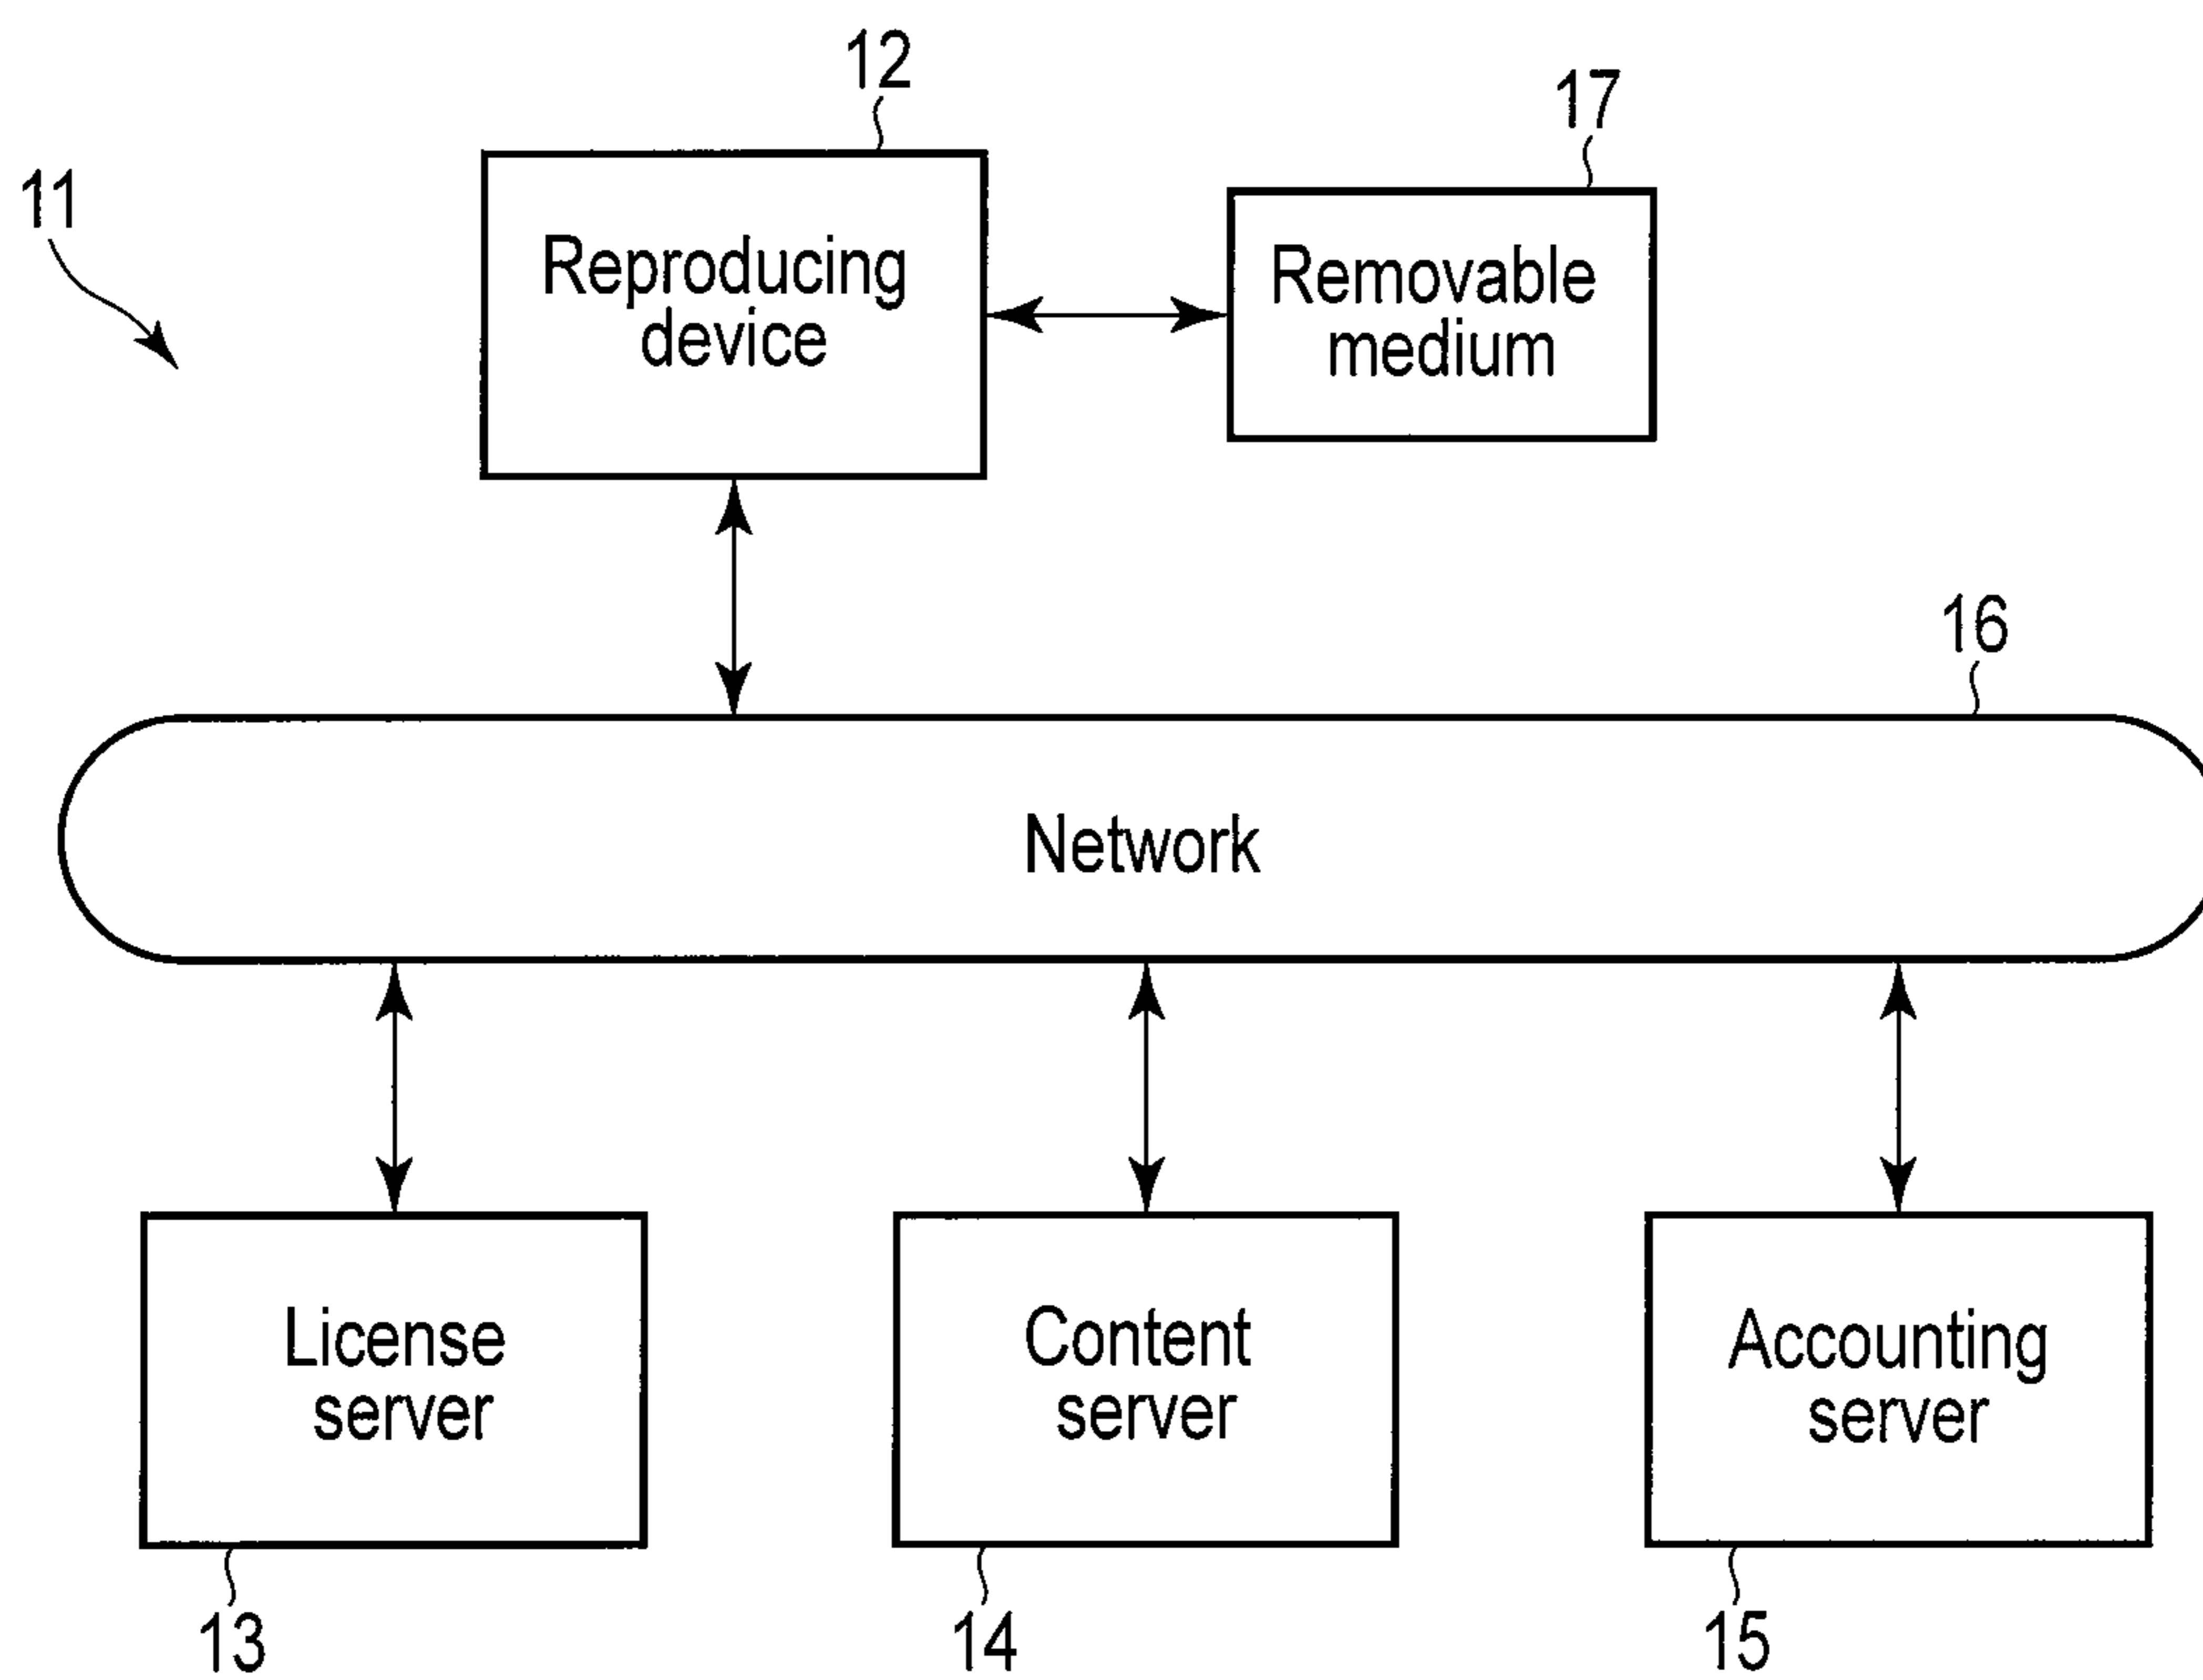 12
17
11
Reproducing
device
Removable
medium
16
Network
License
server
Content
server
Accounting
server
13
14
15